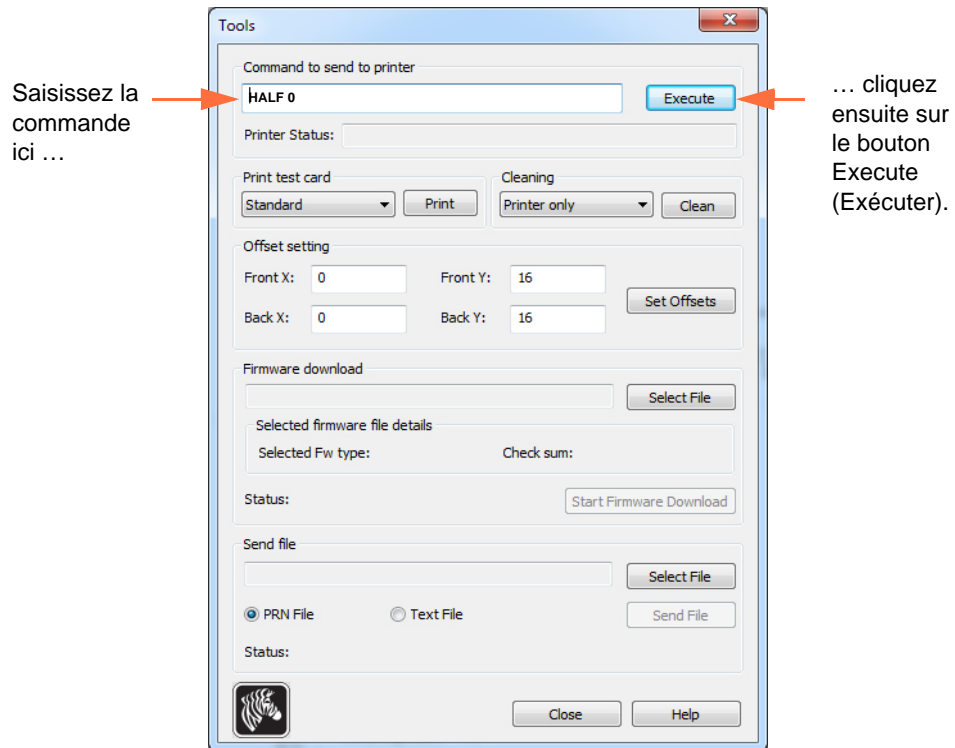 Tools
Saisissez la
commande
ici …
Command to send to printer
HALF 0
Execute
… cliquez
ensuite sur
le bouton
Execute
(Exécuter).
Printer Status:
Print test card
Standard
Print
Cleaning
Printer only
Clean
Offset setting
Front X: 0 Front Y: 16
Back X: 0 Back Y: 16
Set Offsets
Firmware download
Select File
Selected firmware file details
Selected Fw type: Check sum:
Status:
Start Firmware Download
Send file
Select File
PRN File Text File
Send File
Status:
Close Help